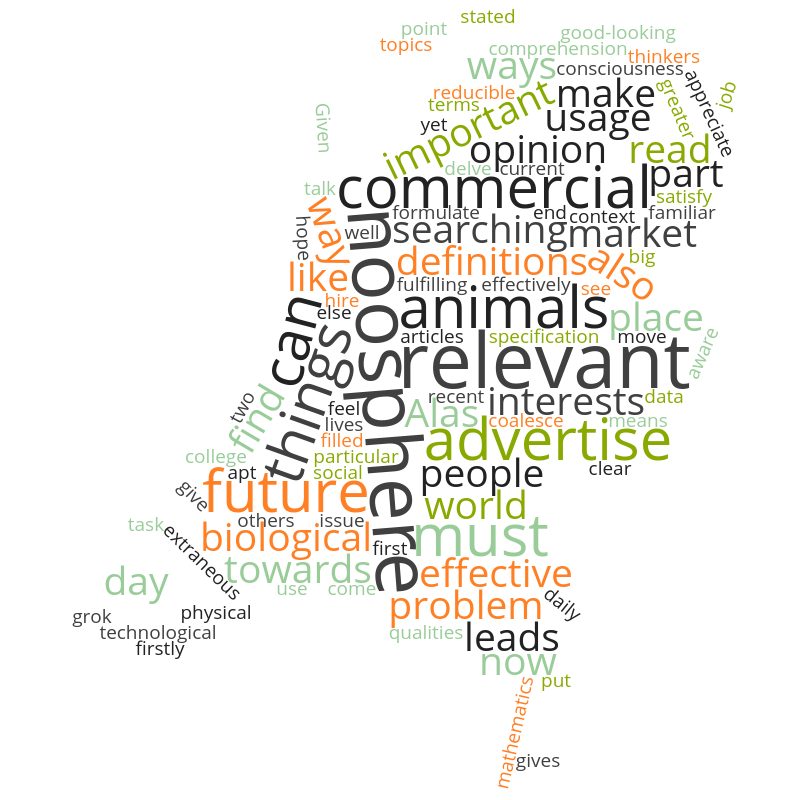 stated
point
good-looking
topics
comprehension
thinkers
ways
consciousness
reducible
make
appreciate
job
greater
important
terms
Given
yet
usage
opinion
read
delve
current
part
talk
commercial
satisfy
way
formulate
end
context
familiar
hope
well
searching
market
noosphere
definitions
also
big
like
fulfilling
effectively
see
hire
animals
else
can
place
things
articles
specification
move
relevant
aware
two
find
feel
recent
interests
data
lives
Alas
coalesce
means
filled
advertise
college
particular
apt
social
people
clear
give
future
world
others
issue
task
biological
must
extraneous
first
towards
effective
day
use
come
problem
daily
grok
physical
technological
qualities
leads
firstly
now
put
mathematics
gives